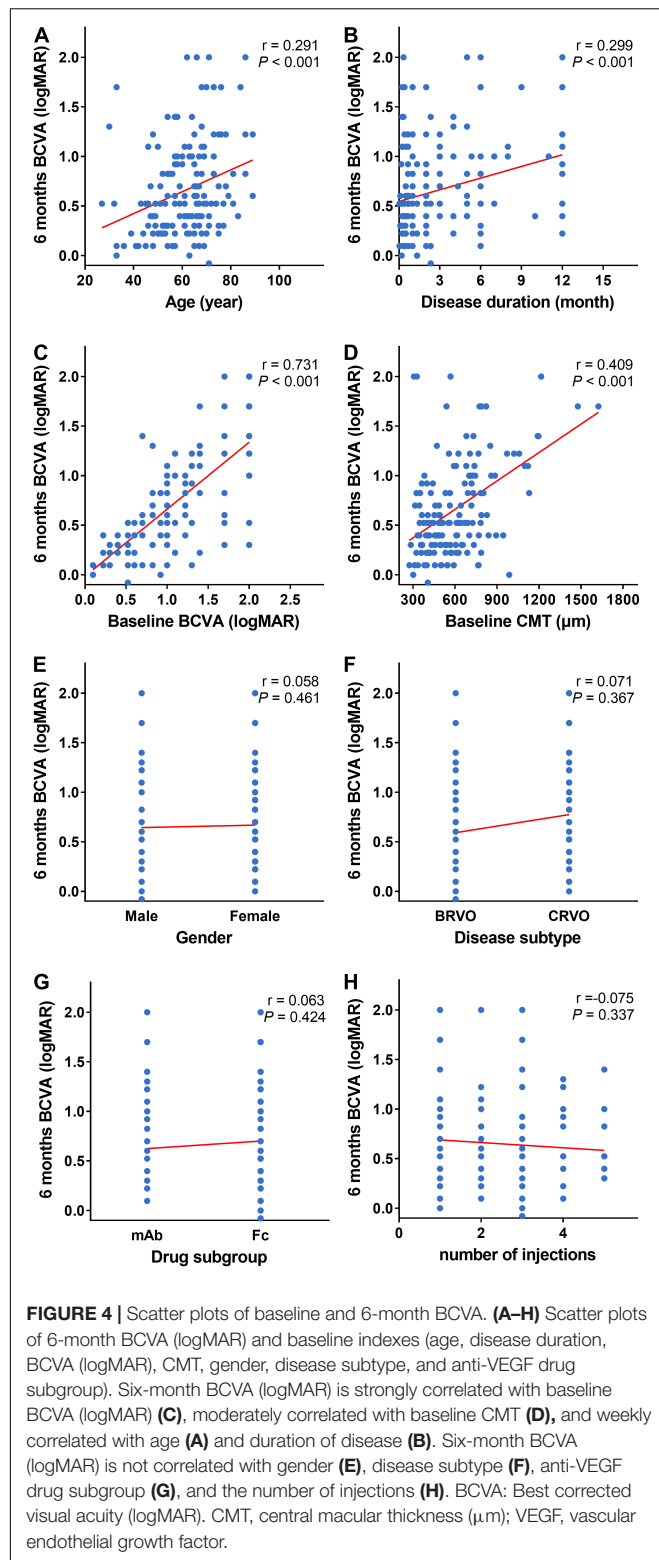 A
r = 0.291
P < 0.001
6 months BCVA (logMAR)
2.0
1.5
1.0
0.5
0.0
20 40 60 80 100
Age (year)
B
r = 0.299
P < 0.001
6 months BCVA (logMAR)
2.0
1.5
1.0
0.5
0.0
0 3 6 9 12 15
Disease duration (month)
C
r = 0.731
P < 0.001
6 months BCVA (logMAR)
2.0
1.5
1.0
0.5
0.0
0.0 0.5 1.0 1.5 2.0 2.5
Baseline BCVA (logMAR)
D
r = 0.409
P < 0.001
6 months BCVA (logMAR)
2.0
1.5
1.0
0.5
0.0
300 600 900 1200 1500 1800
Baseline CMT (μm)
E
r = 0.058
P = 0.461
6 months BCVA (logMAR)
2.0
1.5
1.0
0.5
0.0
Male Female
Gender
F
r = 0.071
P = 0.367
6 months BCVA (logMAR)
2.0
1.5
1.0
0.5
0.0
BRVO CRVO
Disease subtype
G
r = 0.063
P = 0.424
6 months BCVA (logMAR)
2.0
1.5
1.0
0.5
0.0
mAb Fc
Drug subgroup
H
r =-0.075
P = 0.337
6 months BCVA (logMAR)
2.0
1.5
1.0
0.5
0.0
0 2 4
number of injections
FIGURE 4 | Scatter plots of baseline and 6-month BCVA. (A–H) Scatter plots
of 6-month BCVA (logMAR) and baseline indexes (age, disease duration,
BCVA (logMAR), CMT, gender, disease subtype, and anti-VEGF drug
subgroup). Six-month BCVA (logMAR) is strongly correlated with baseline
BCVA (logMAR) (C), moderately correlated with baseline CMT (D), and weekly
correlated with age (A) and duration of disease (B). Six-month BCVA
(logMAR) is not correlated with gender (E), disease subtype (F), anti-VEGF
drug subgroup (G), and the number of injections (H). BCVA: Best corrected
visual acuity (logMAR). CMT, central macular thickness (μm); VEGF, vascular
endothelial growth factor.